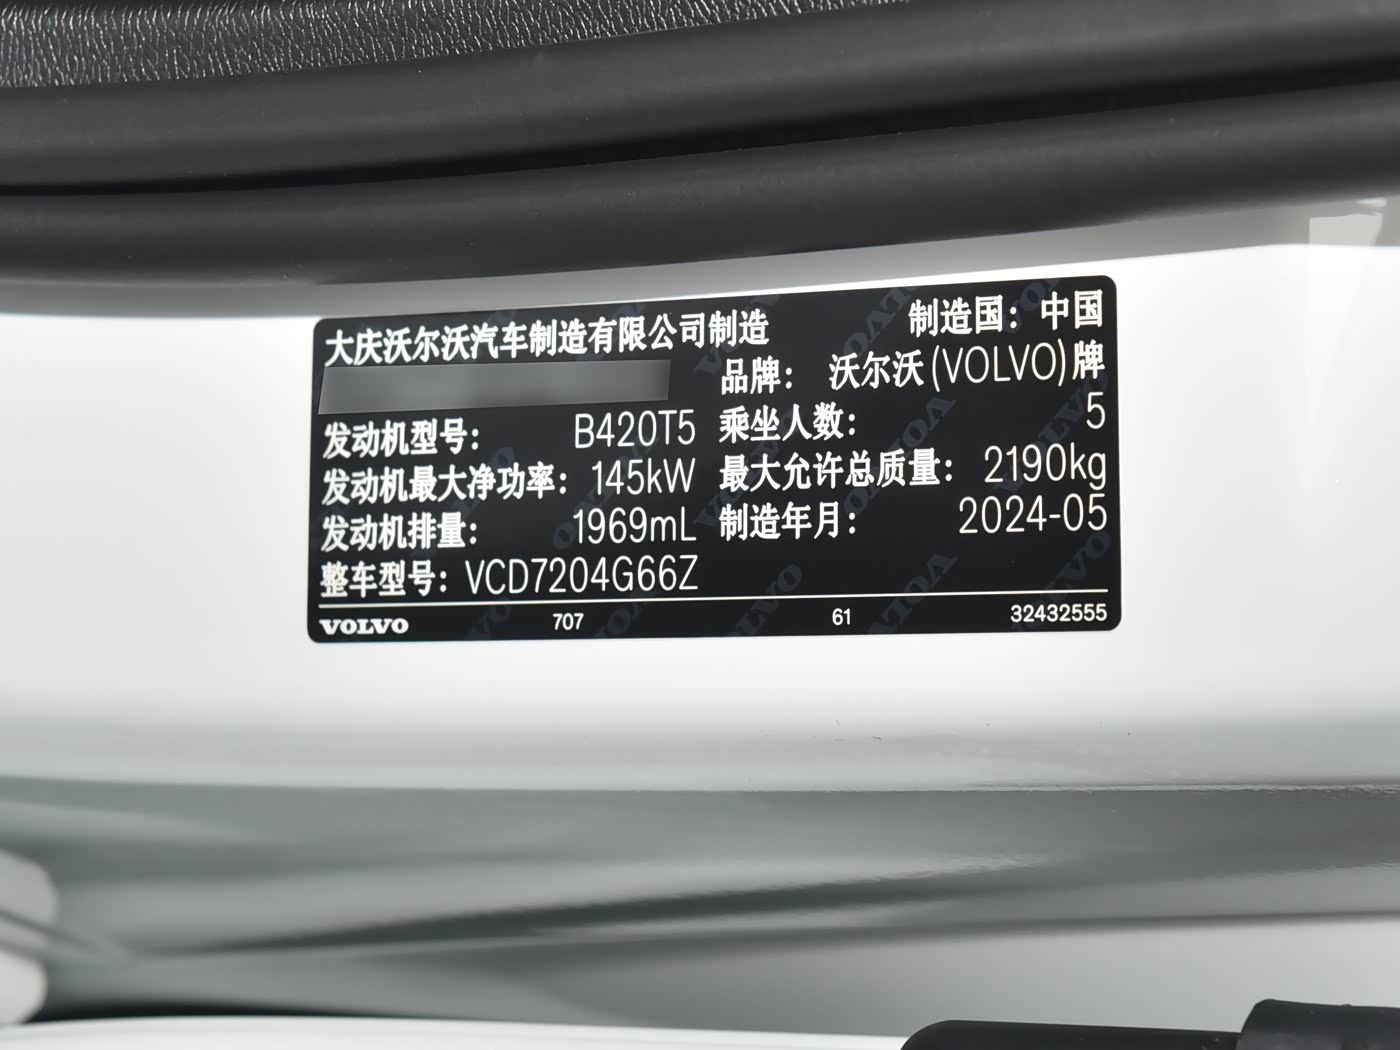 大庆沃尔沃汽车制造有限公司制造 制造国：中国
品牌： 沃尔沃(VOLVO)牌
发动机型号： B420T5 乘坐人数： 5
发动机最大净功率： 145kW 最大允许总质量： 2190kg
发动机排量： 1969mL 制造年月： 2024-05
整车型号： VCD7204G66Z
VOLVO 707 61 32432555